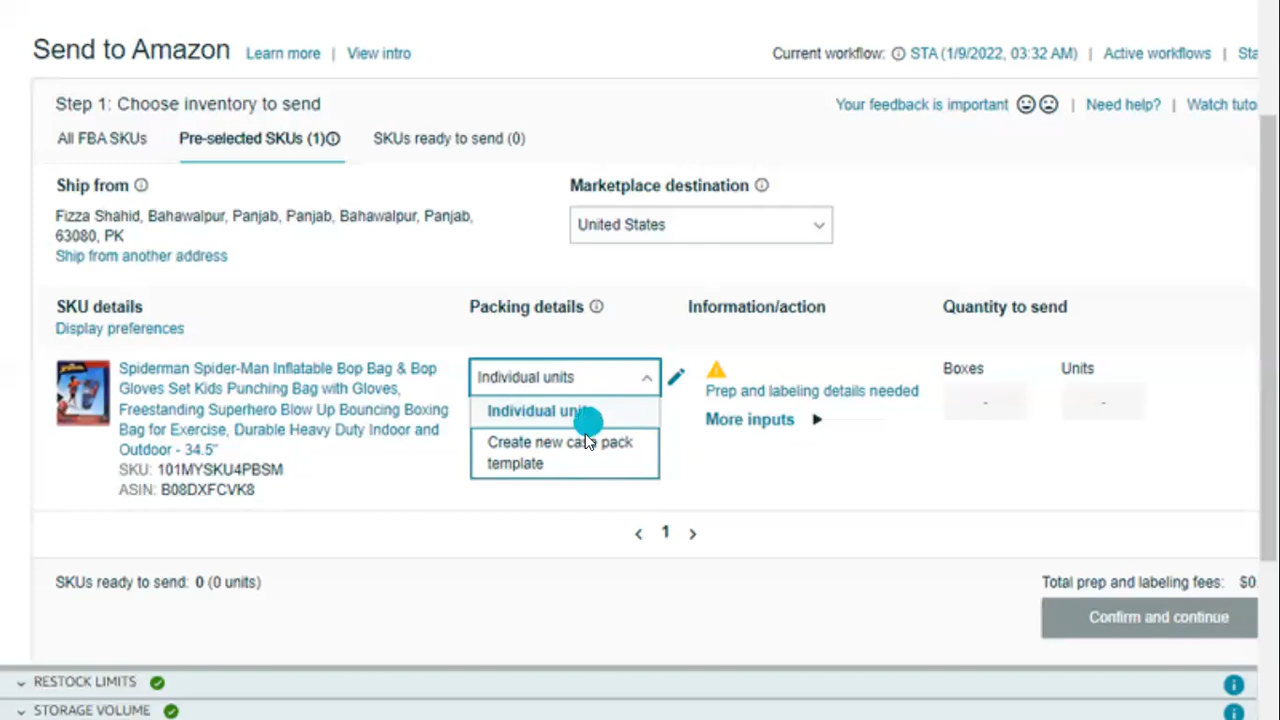 Send to Amazon Learn more | View intro
Current workflow: STA (1/9/2022, 03:32 AM) | Active workflows |
Step 1: Choose inventory to send
Your feedback is important | Need help? | Watch
All FBA SKUs Pre-selected SKUs (1) SKUs ready to send (0)
Ship from
Marketplace destination
Fizza Shahid, Bahawalpur, Panjab, Panjab, Bahawalpur, Panjab,
63080, PK
United States
Ship from another address
SKU details
Packing details
Information/action
Quantity to send
Display preferences
Spiderman Spider-Man Inflatable Bop Bag & Bop
Gloves Set Kids Punching Bag with Gloves,
Freestanding Superhero Blow Up Bouncing Boxing
Bag for Exercise, Durable Heavy Duty Indoor and
Outdoor - 34.5”
SKU: 101MYSKU4PBSM
ASIN: B08DXFCVK8
Individual units
Individual
Create new case pack
template
Prep and labeling details needed
More inputs
Boxes Units
- -
1
SKUs ready to send: 0 (0 units)
Total prep and labeling fees: $0
Confirm and continue
RESTOCK LIMITS
STORAGE VOLUME